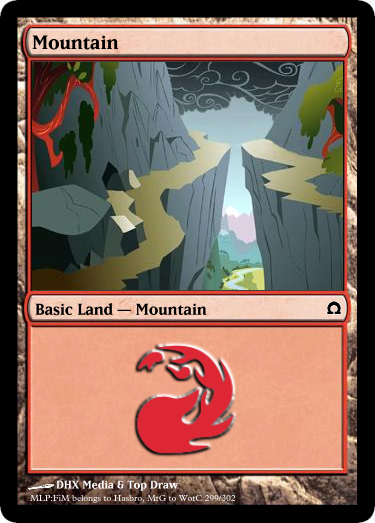 Mountain
Basic Land — Mountain
DHX Media & Top Draw
MLP:FiM belongs to Hasbro, MtG to WotC 299/302